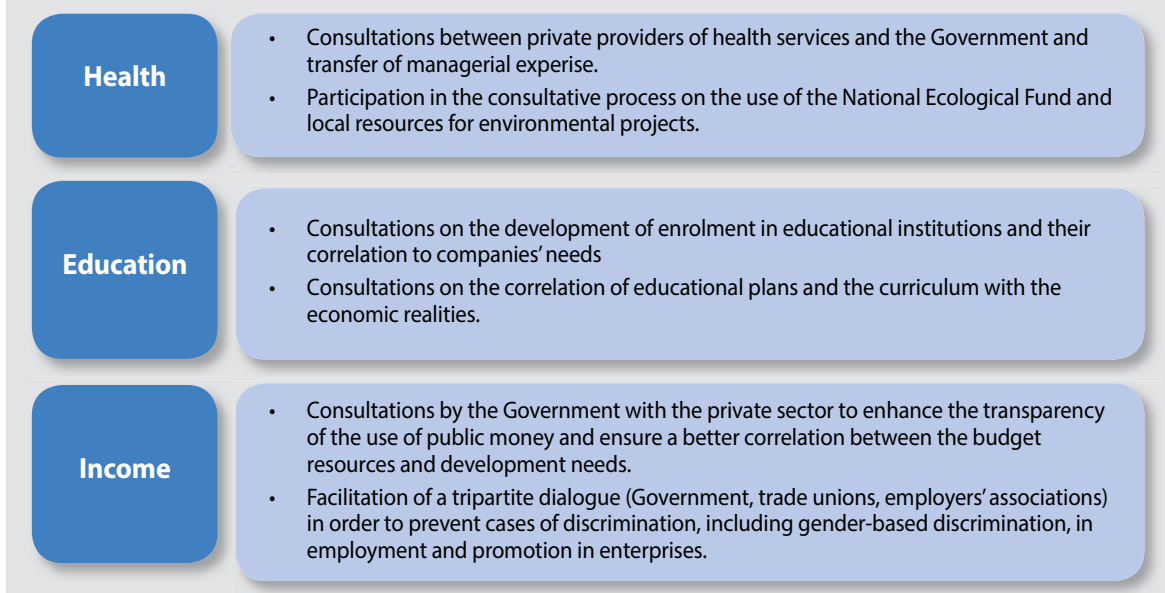 Health
• Consultations between private providers of health services and the Government and
transfer of managerial experise.
• Participation in the consultative process on the use of the National Ecological Fund and
local resources for environmental projects.
Education
• Consultations on the development of enrolment in educational institutions and their
correlation to companies' needs
• Consultations on the correlation of educational plans and the curriculum with the
economic realities.
Income
• Consultations by the Government with the private sector to enhance the transparency
of the use of public money and ensure a better correlation between the budget
resources and development needs.
• Facilitation of a tripartite dialogue (Government, trade unions, employers' associations)
in order to prevent cases of discrimination, including gender-based discrimination, in
employment and promotion in enterprises.